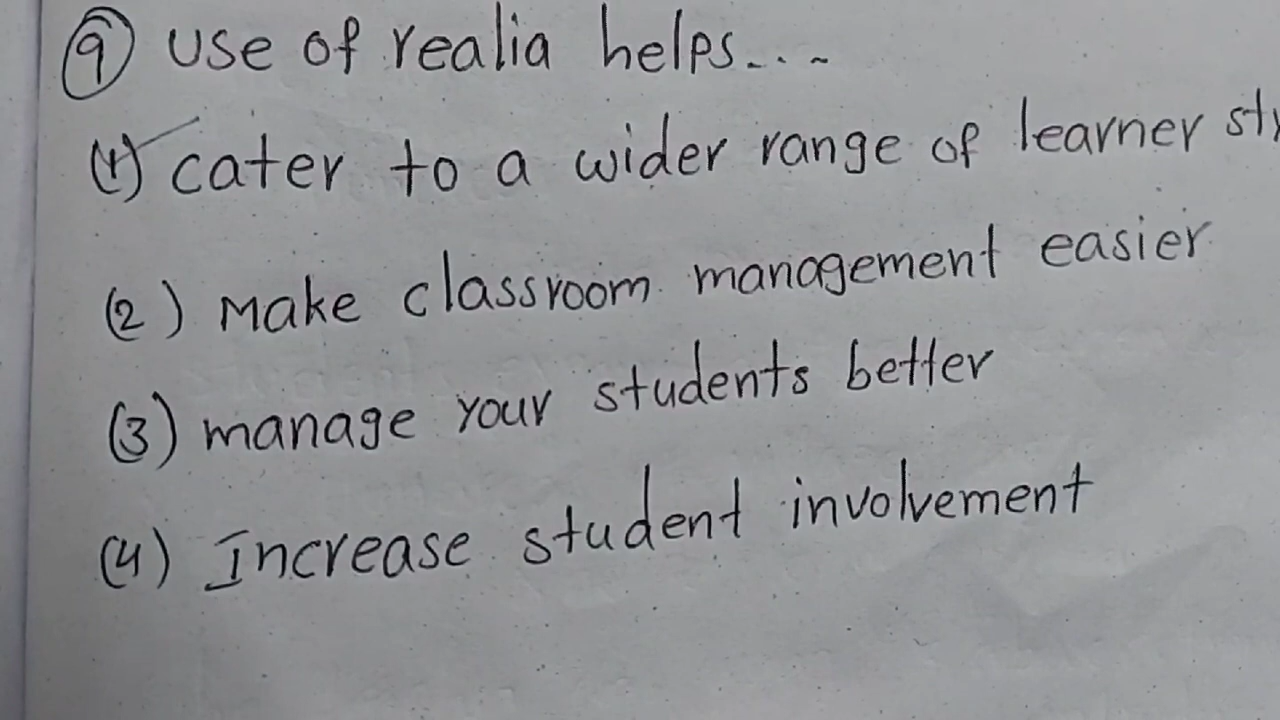 9 Use of realia helps...
(1) cater to a wider range of learner
(2) Make classroom management easier
(3) manage your students better
(4) Increase student involvement